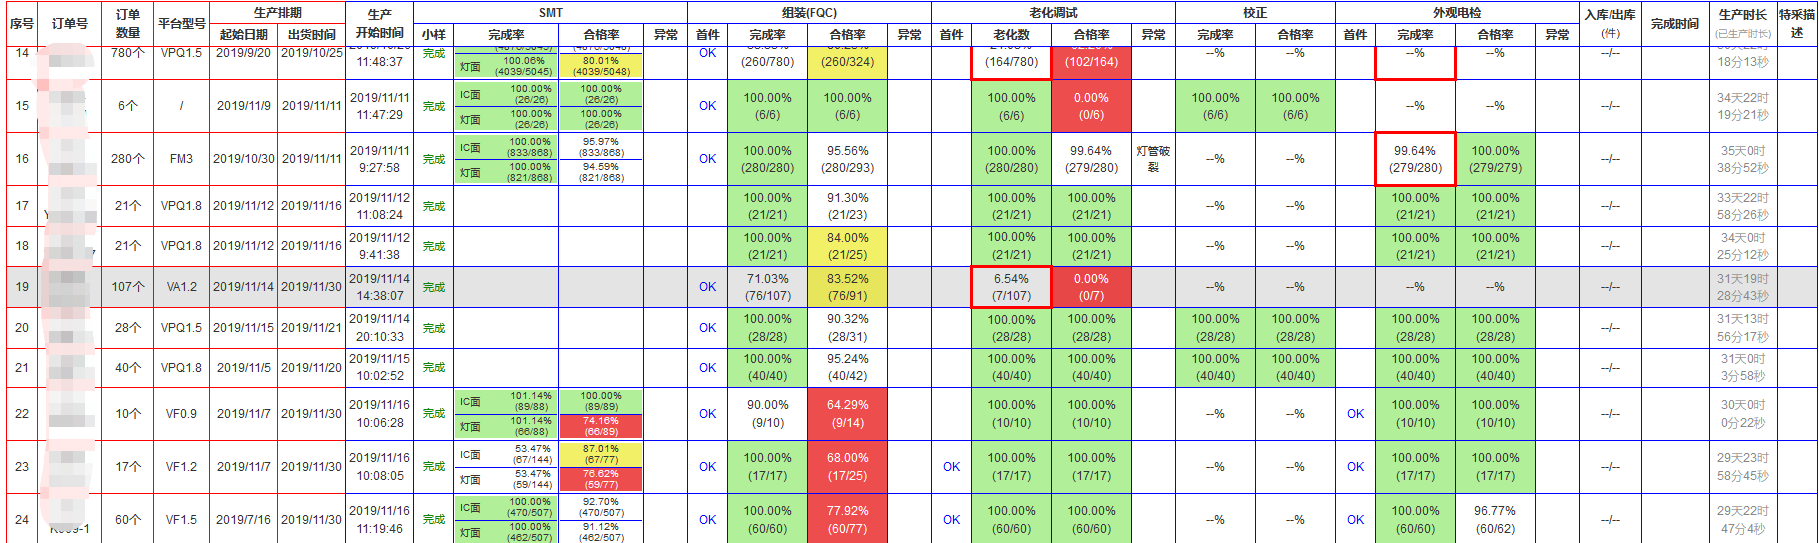 序号 订单号 订单数量 平台型号 生产排期 起始日期 出货时间 生产开始时间 SMT 小样 完成率 合格率 异常 组装(FQC) 首件 完成率 合格率 异常 老化调试 首件 老化数 合格率 异常 校正 完成率 合格率 外观电检 首件 完成率 合格率 异常 入库/出库(件) 完成时间 生产时长(已生产时长) 特采描述
14 780个 VPQ1.5 2019/9/20 2019/10/25 11:48:37 完成 灯面 100.06% (4039/5045) 80.01% (4039/5048) OK (260/780) (260/324) (164/780) (102/164) --% --% --% --% --/-- 18分13秒
15 6个 / 2019/11/9 2019/11/11 2019/11/11 11:47:29 完成 IC面 100.00% (26/26) 100.00% (26/26) 灯面 100.00% (26/26) 100.00% (26/26) OK 100.00% (6/6) 100.00% (6/6) 100.00% (6/6) 0.00% (0/6) 100.00% (6/6) 100.00% (6/6) --% --% --/-- 34天22时19分21秒
16 280个 FM3 2019/10/30 2019/11/11 2019/11/11 9:27:58 完成 IC面 100.00% (833/868) 95.97% (833/868) 灯面 100.00% (821/868) 94.59% (821/868) OK 100.00% (280/280) 95.56% (280/293) 100.00% (280/280) 99.64% (279/280) 灯管破裂 --% --% 99.64% (279/280) 100.00% (279/279) --/-- 35天0时38分52秒
17 21个 VPQ1.8 2019/11/12 2019/11/16 2019/11/12 11:08:24 完成 100.00% (21/21) 91.30% (21/23) 100.00% (21/21) 100.00% (21/21) --% --% 100.00% (21/21) 100.00% (21/21) --/-- 33天22时58分26秒
18 21个 VPQ1.8 2019/11/12 2019/11/16 2019/11/12 9:41:38 完成 100.00% (21/21) 84.00% (21/25) 100.00% (21/21) 100.00% (21/21) --% --% 100.00% (21/21) 100.00% (21/21) --/-- 34天0时25分12秒
19 107个 VA1.2 2019/11/14 2019/11/30 2019/11/14 14:38:07 完成 OK 71.03% (76/107) 83.52% (76/91) 6.54% (7/107) 0.00% (0/7) --% --% --% --% --/-- 31天19时28分43秒
20 28个 VPQ1.5 2019/11/15 2019/11/21 2019/11/14 20:10:33 完成 OK 100.00% (28/28) 90.32% (28/31) 100.00% (28/28) 100.00% (28/28) 100.00% (28/28) 100.00% (28/28) 100.00% (28/28) 100.00% (28/28) --/-- 31天13时56分17秒
21 40个 VPQ1.8 2019/11/5 2019/11/20 2019/11/15 10:02:52 完成 OK 100.00% (40/40) 95.24% (40/42) 100.00% (40/40) 100.00% (40/40) 100.00% (40/40) 100.00% (40/40) 100.00% (40/40) 100.00% (40/40) --/-- 31天0时3分58秒
22 10个 VF0.9 2019/11/7 2019/11/30 2019/11/16 10:06:28 完成 IC面 101.14% (89/88) 100.00% (89/89) 灯面 101.14% (66/88) 74.16% (66/89) OK 90.00% (9/10) 64.29% (9/14) 100.00% (10/10) 100.00% (10/10) --% --% OK 100.00% (10/10) 100.00% (10/10) --/-- 30天0时0分22秒
23 17个 VF1.2 2019/11/7 2019/11/30 2019/11/16 10:08:05 完成 IC面 53.47% (67/144) 87.01% (67/77) 灯面 53.47% (59/144) 76.62% (59/77) OK 100.00% (17/17) 68.00% (17/25) OK 100.00% (17/17) 100.00% (17/17) --% --% OK 100.00% (17/17) 100.00% (17/17) --/-- 29天23时58分45秒
24 60个 VF1.5 2019/7/16 2019/11/30 2019/11/16 11:19:46 完成 IC面 100.00% (470/507) 92.70% (470/507) 灯面 100.00% (462/507) 91.12% (462/507) OK 100.00% (60/60) 77.92% (60/77) OK 100.00% (60/60) 100.00% (60/60) --% --% OK 100.00% (60/60) 96.77% (60/62) --/-- 29天22时47分4秒